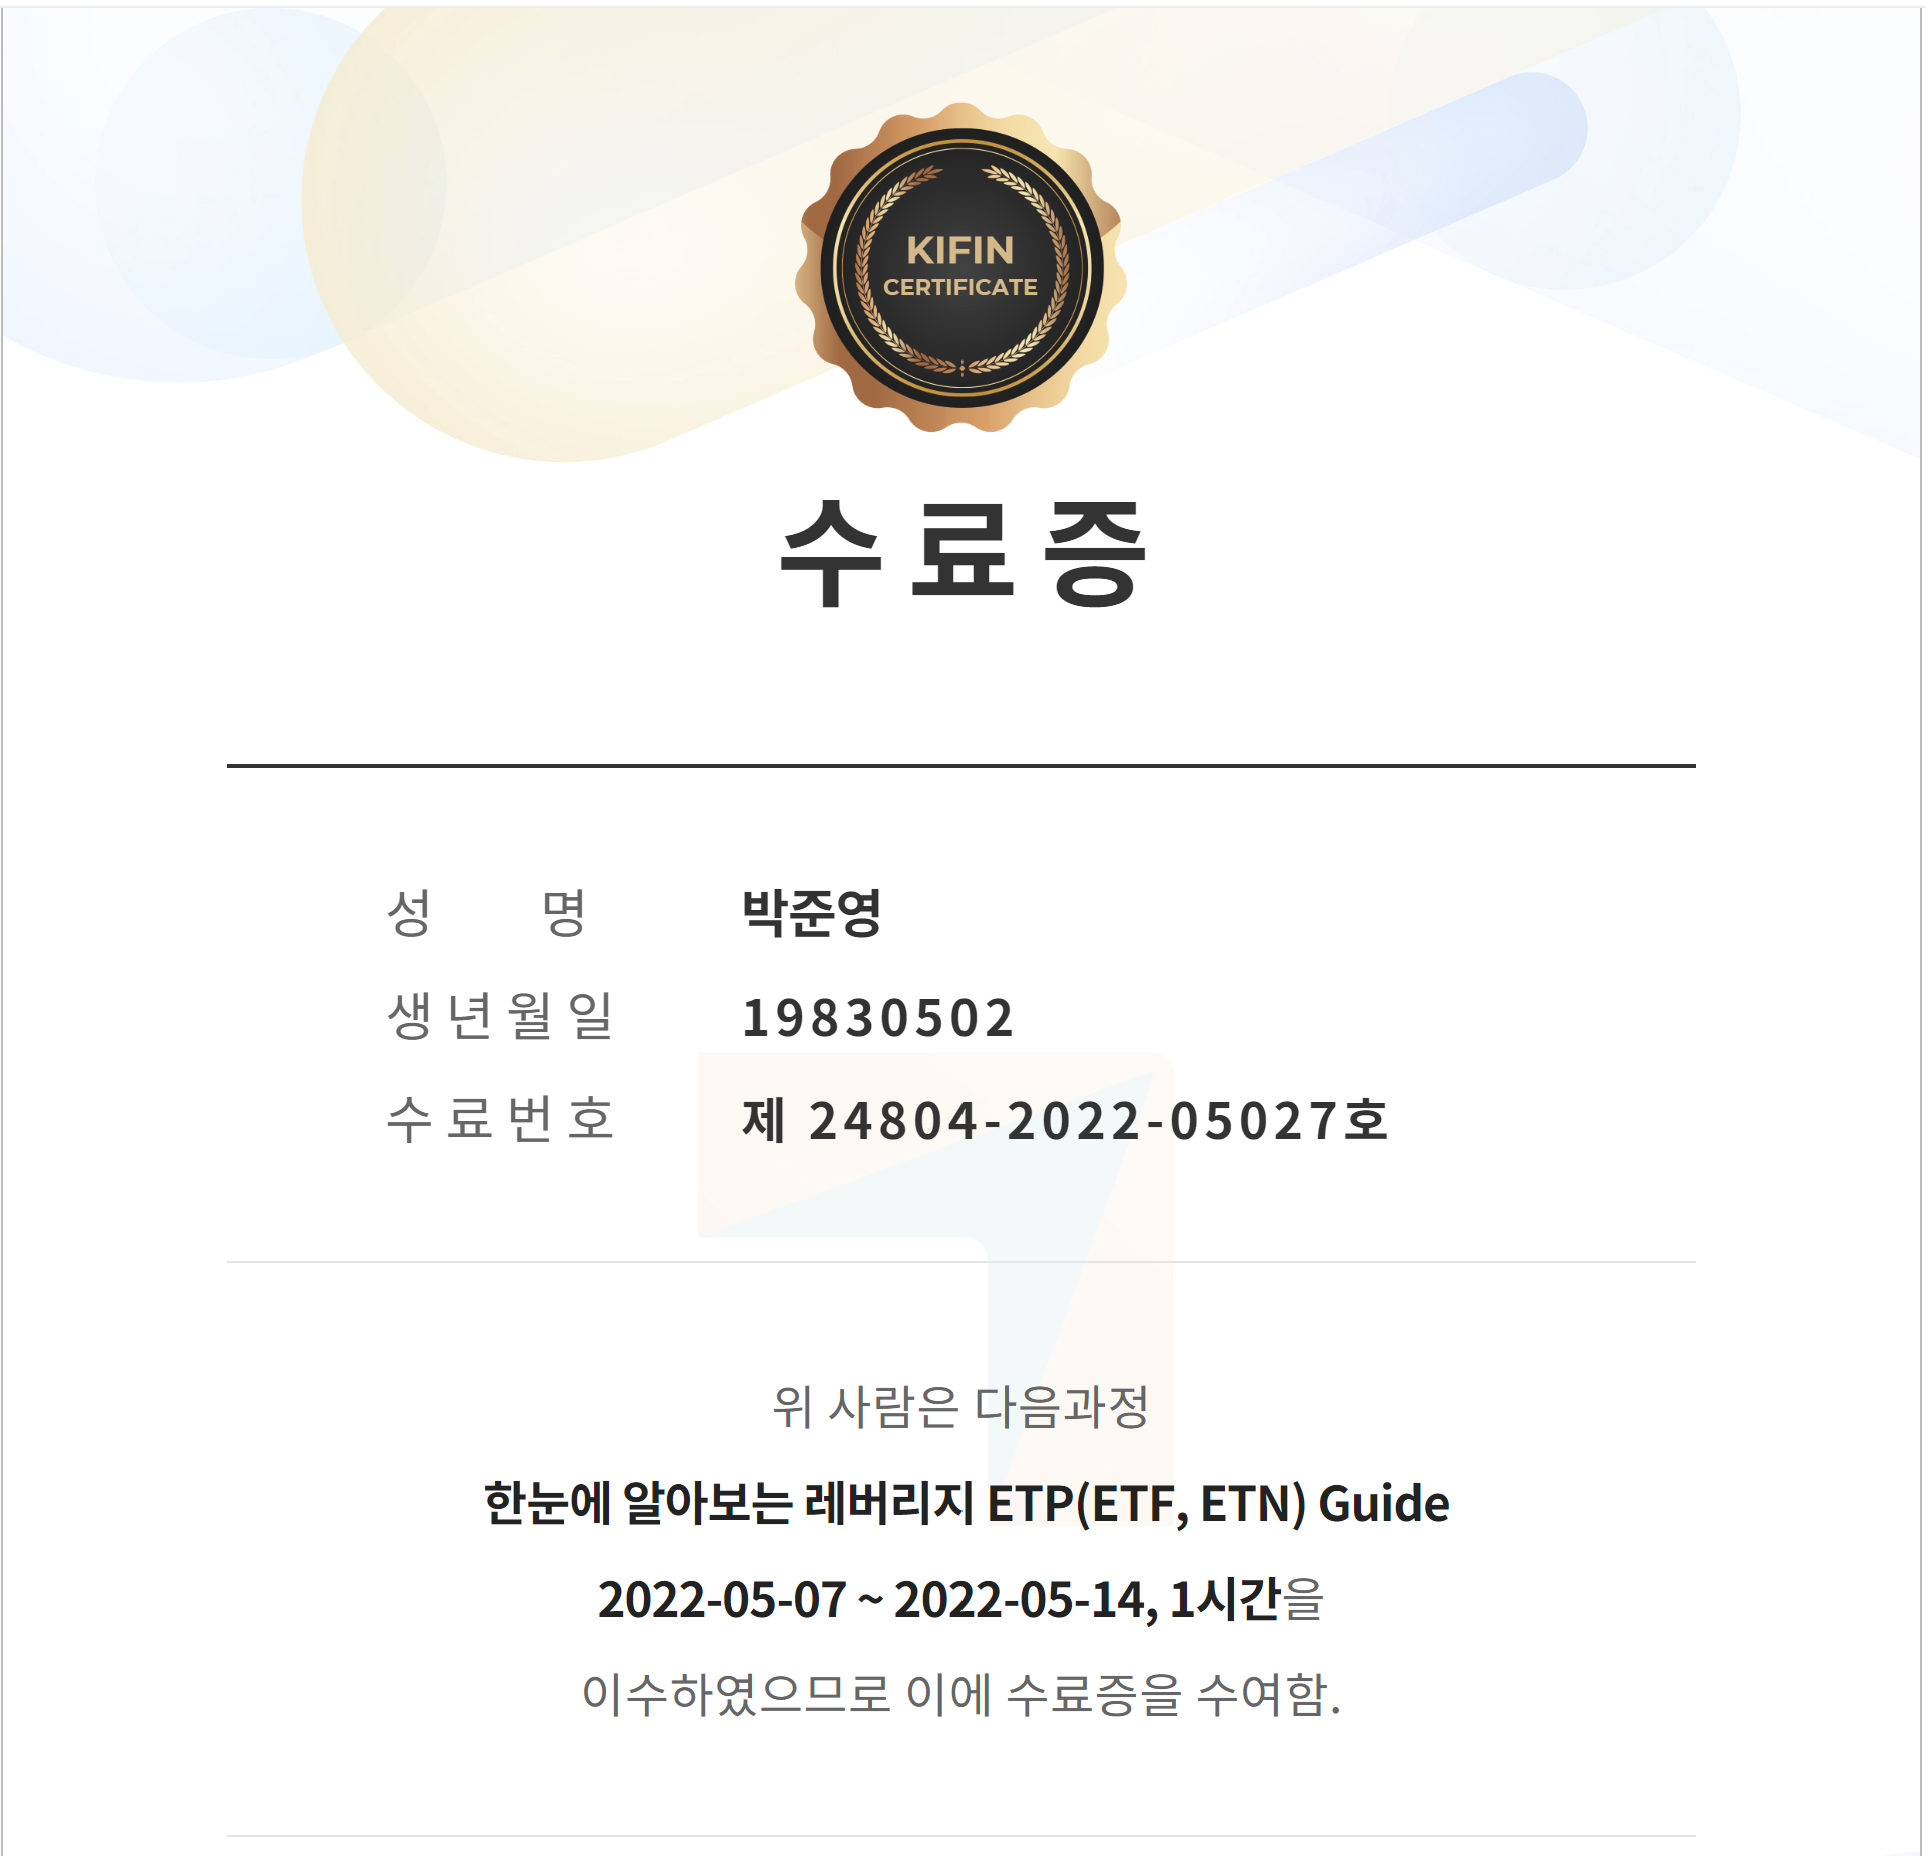 KIFIN
CERTIFICATE
수료증
성 명 박준영
생년월일 19830502
수료번호 제 24804-2022-05027호
위 사람은 다음과정
한눈에 알아보는 레버리지 ETP(ETF, ETN) Guide
2022-05-07 ~ 2022-05-14, 1시간을
이수하였으므로 이에 수료증을 수여함.